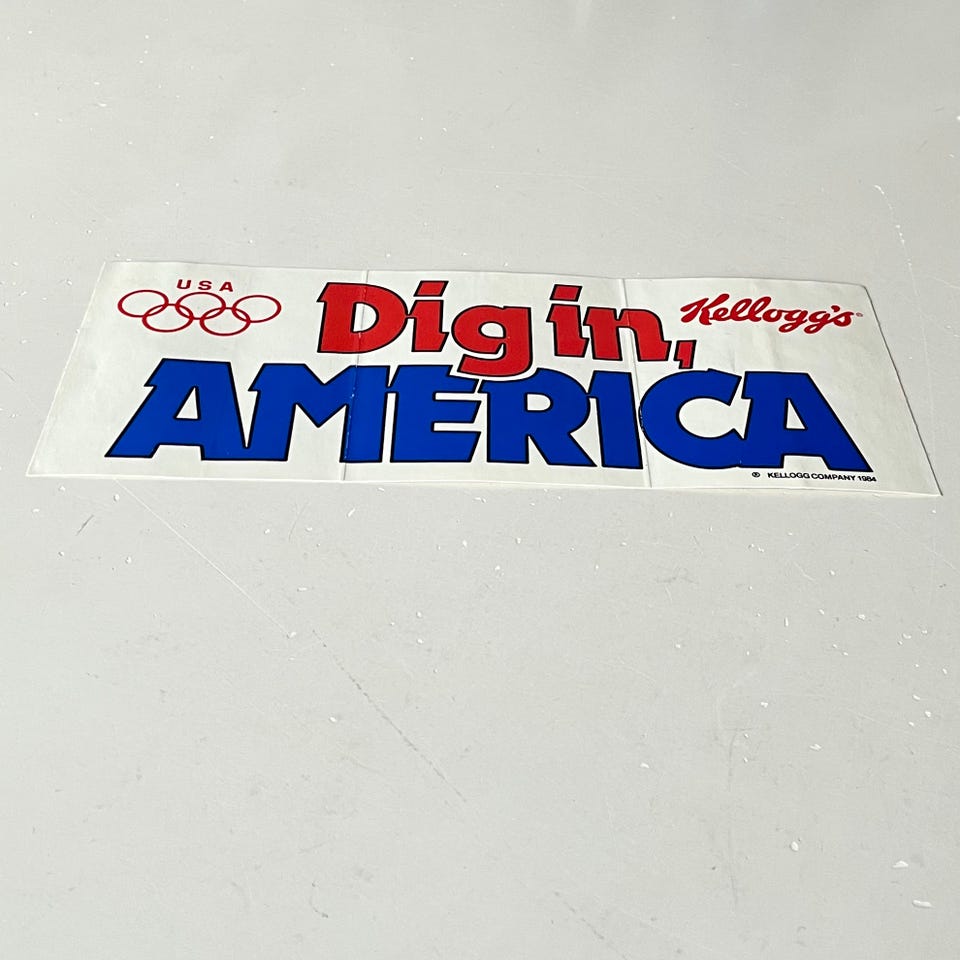 USA
Dig in,
Kellogg's®
AMERICA
® KELLOGG COMPANY 1984